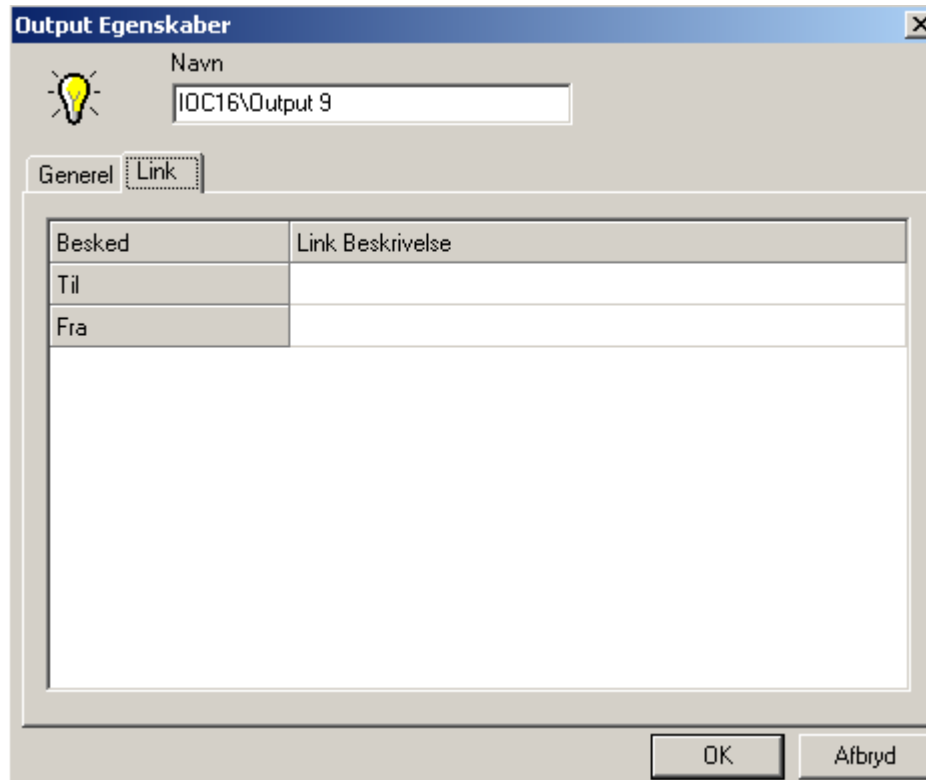 Output Egenskaber
Navn
IOC16\Output 9
Generel Link
Besked Link Beskrivelse
Til
Fra
OK Afbryd